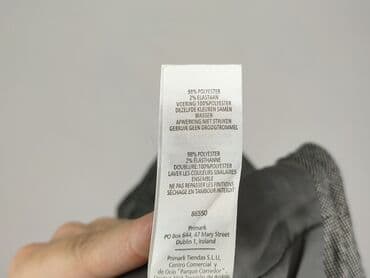 98% POLYESTER
2% ELASTAAN
VOERING:100%POLYESTER
DEZELFDE KLEUREN SAMEN
WASSEN
AFWERKING NIET STRIJKEN
GEBRUIK GEEN DROOGTROMMEL
98% POLYESTER
2% ÉLASTHANNE
DOUBLURE:100%POLYESTER
LAVER LES COULEURS SIMILAIRES
ENSEMBLE
NE PAS REPASSER LES FINITIONS
SÉCHAGE EN TAMBOUR INTERDIT
Primark
PO Box 644, 47 Mary Street
Dublin 1, Ireland
Primark Tiendas S.L.U,
Centro Comercial y
de Ocio "Parque Corredor"